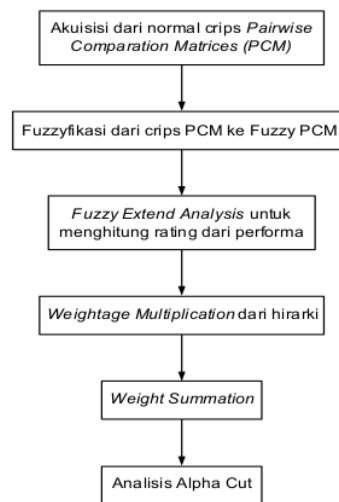 Akuisisi dari normal crips Pairwise
Comparation Matrices (PCM)
Fuzzyfikasi dari crips PCM ke Fuzzy PCM
Fuzzy Extend Analysis untuk
menghitung rating dari performa
Weightage Multiplication dari hirarki
Weight Summation
Analisis Alpha Cut